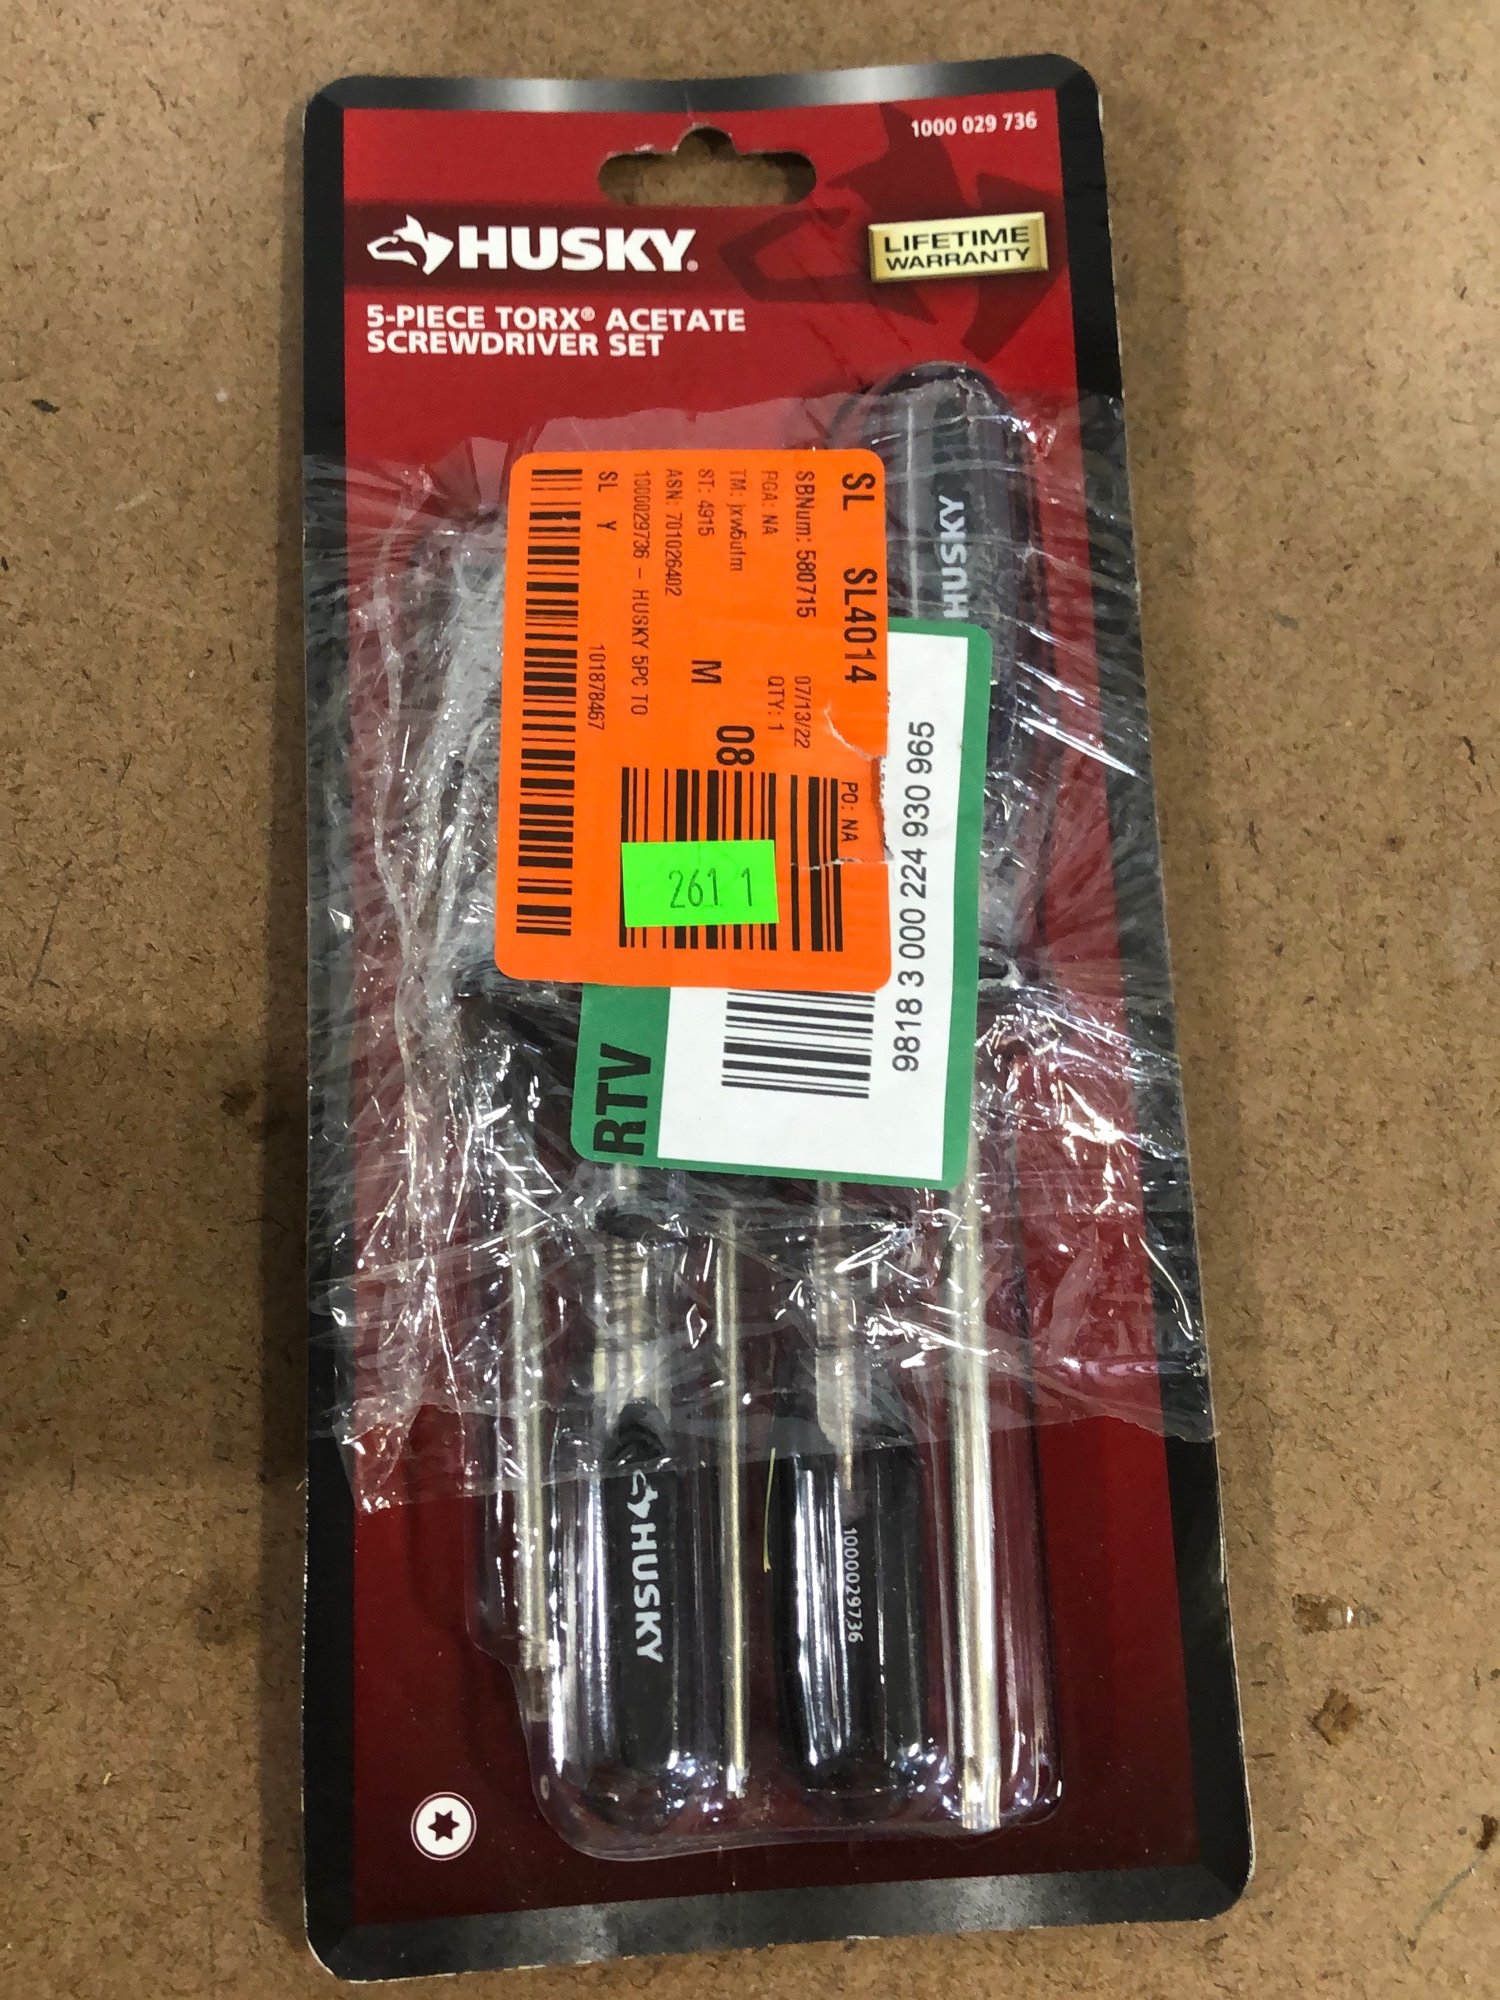 1000 029 736
HUSKY®
LIFETIME
WARRANTY
5-PIECE TORX® ACETATE
SCREWDRIVER SET
HUSKY
SL SL4014
SBNum: 580715 07/13/22
RGA: NA QTY: 1
PO: NA
TM: jxw5ufm
ST: 4915 M 08
ASN: 701026402
1000029736 - HUSKY 5PC TO
SL Y 101878467
261 1
9818 3 000 224 930 965
RTV
HUSKY
1000029736